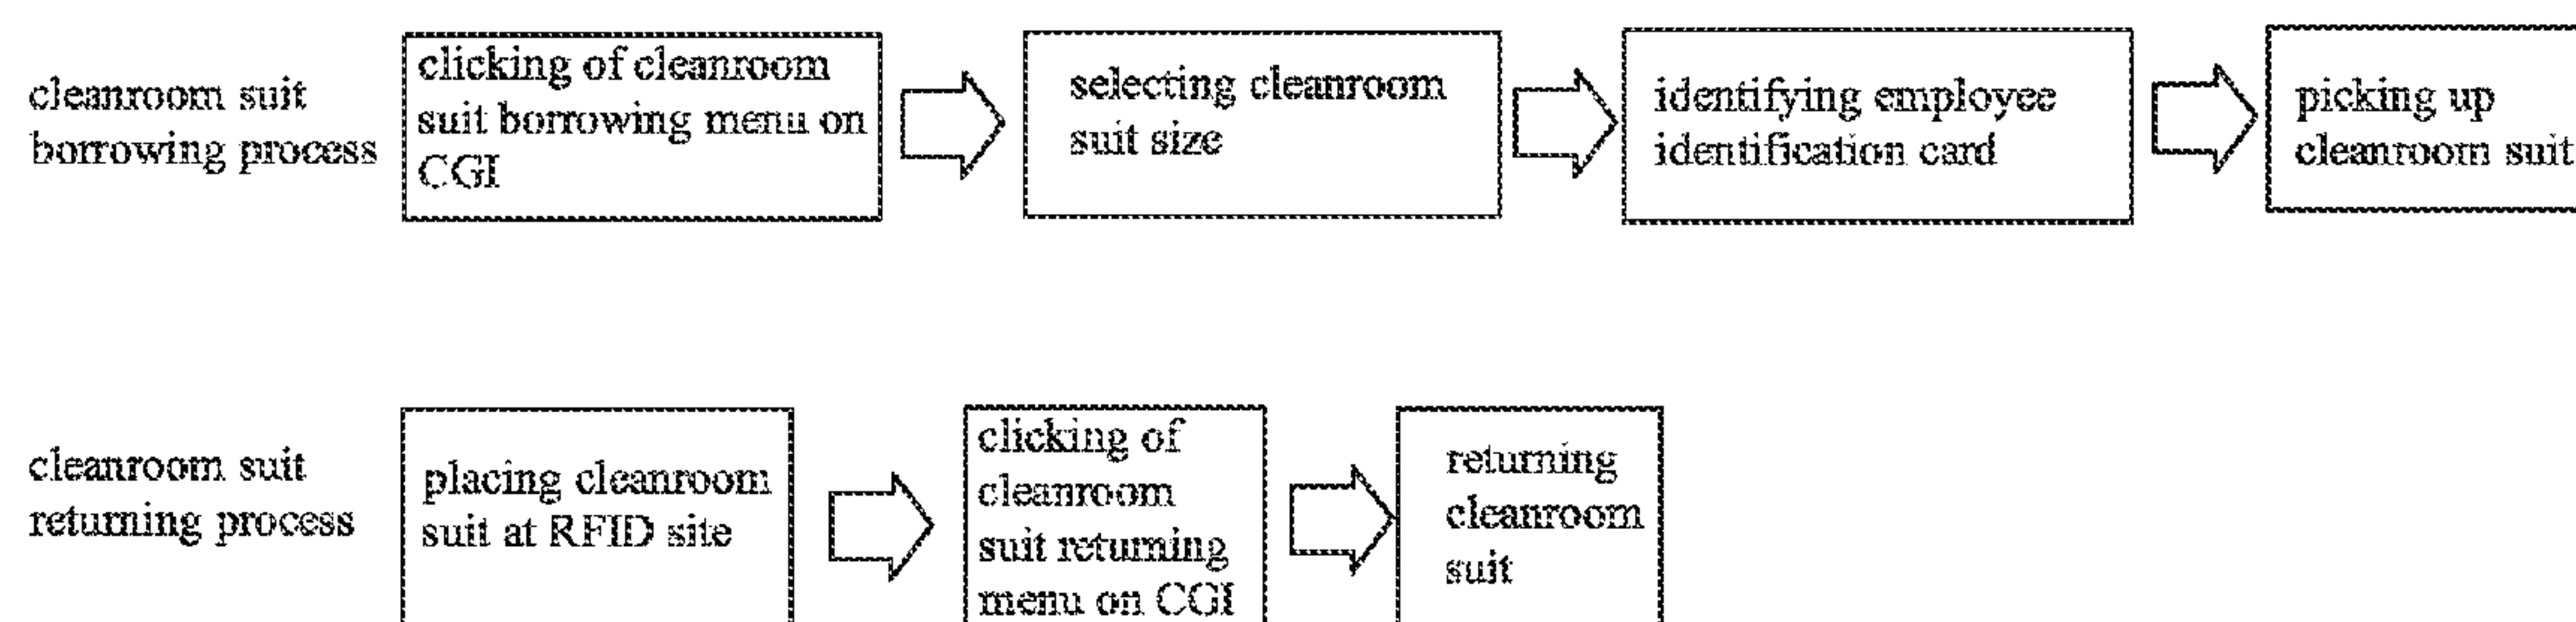 cleanroom suit
borrowing process
clicking of cleanroom
suit borrowing menu on
CGI
selecting cleanroom
suit size
identifying employee
identification card
picking up
cleanroom suit
cleanroom suit
returning process
placing cleanroom
suit at RFID site
clicking of
cleanroom
suit returning
menu on CGI
returning
cleanroom
suit